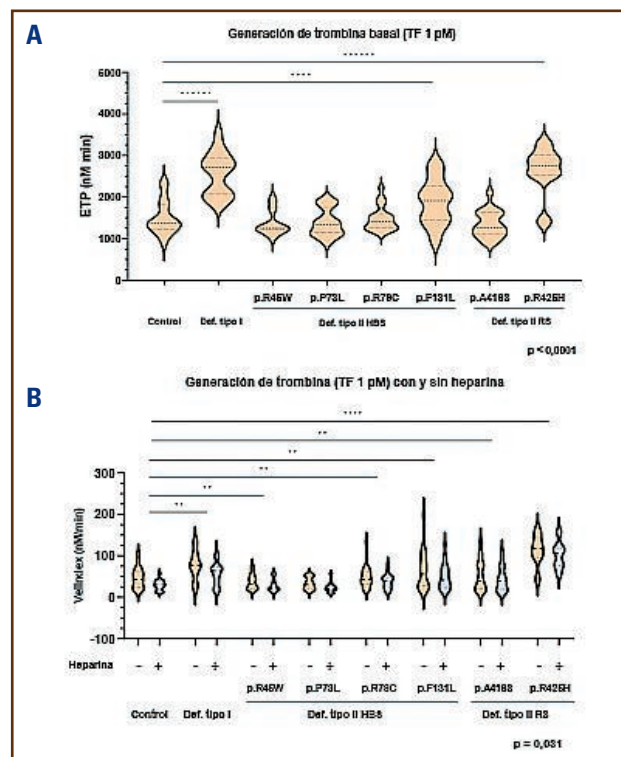 A
Generación de trombina basal (TF 1 pM)
6000
4000
3000
2000
1000
0
ETP (nM min)
p.R45W p.P73L p.R79C p.F131L p.A416S p.R425H
Control Def. tipo I Def. tipo II HBS Def. tipo II RS
p <0,0001
B
Generación de trombina (TF 1 pM) con y sin heparina
300
200
100
0
-100
VelIndex (nM/min)
Heparina - + - + - + - + - + - + - + - +
p.R45W p.P73L p.R79C p.F131L p.A416S p.R425H
Control Def. tipo I Def. tipo II HBS Def. tipo II RS
p = 0,031